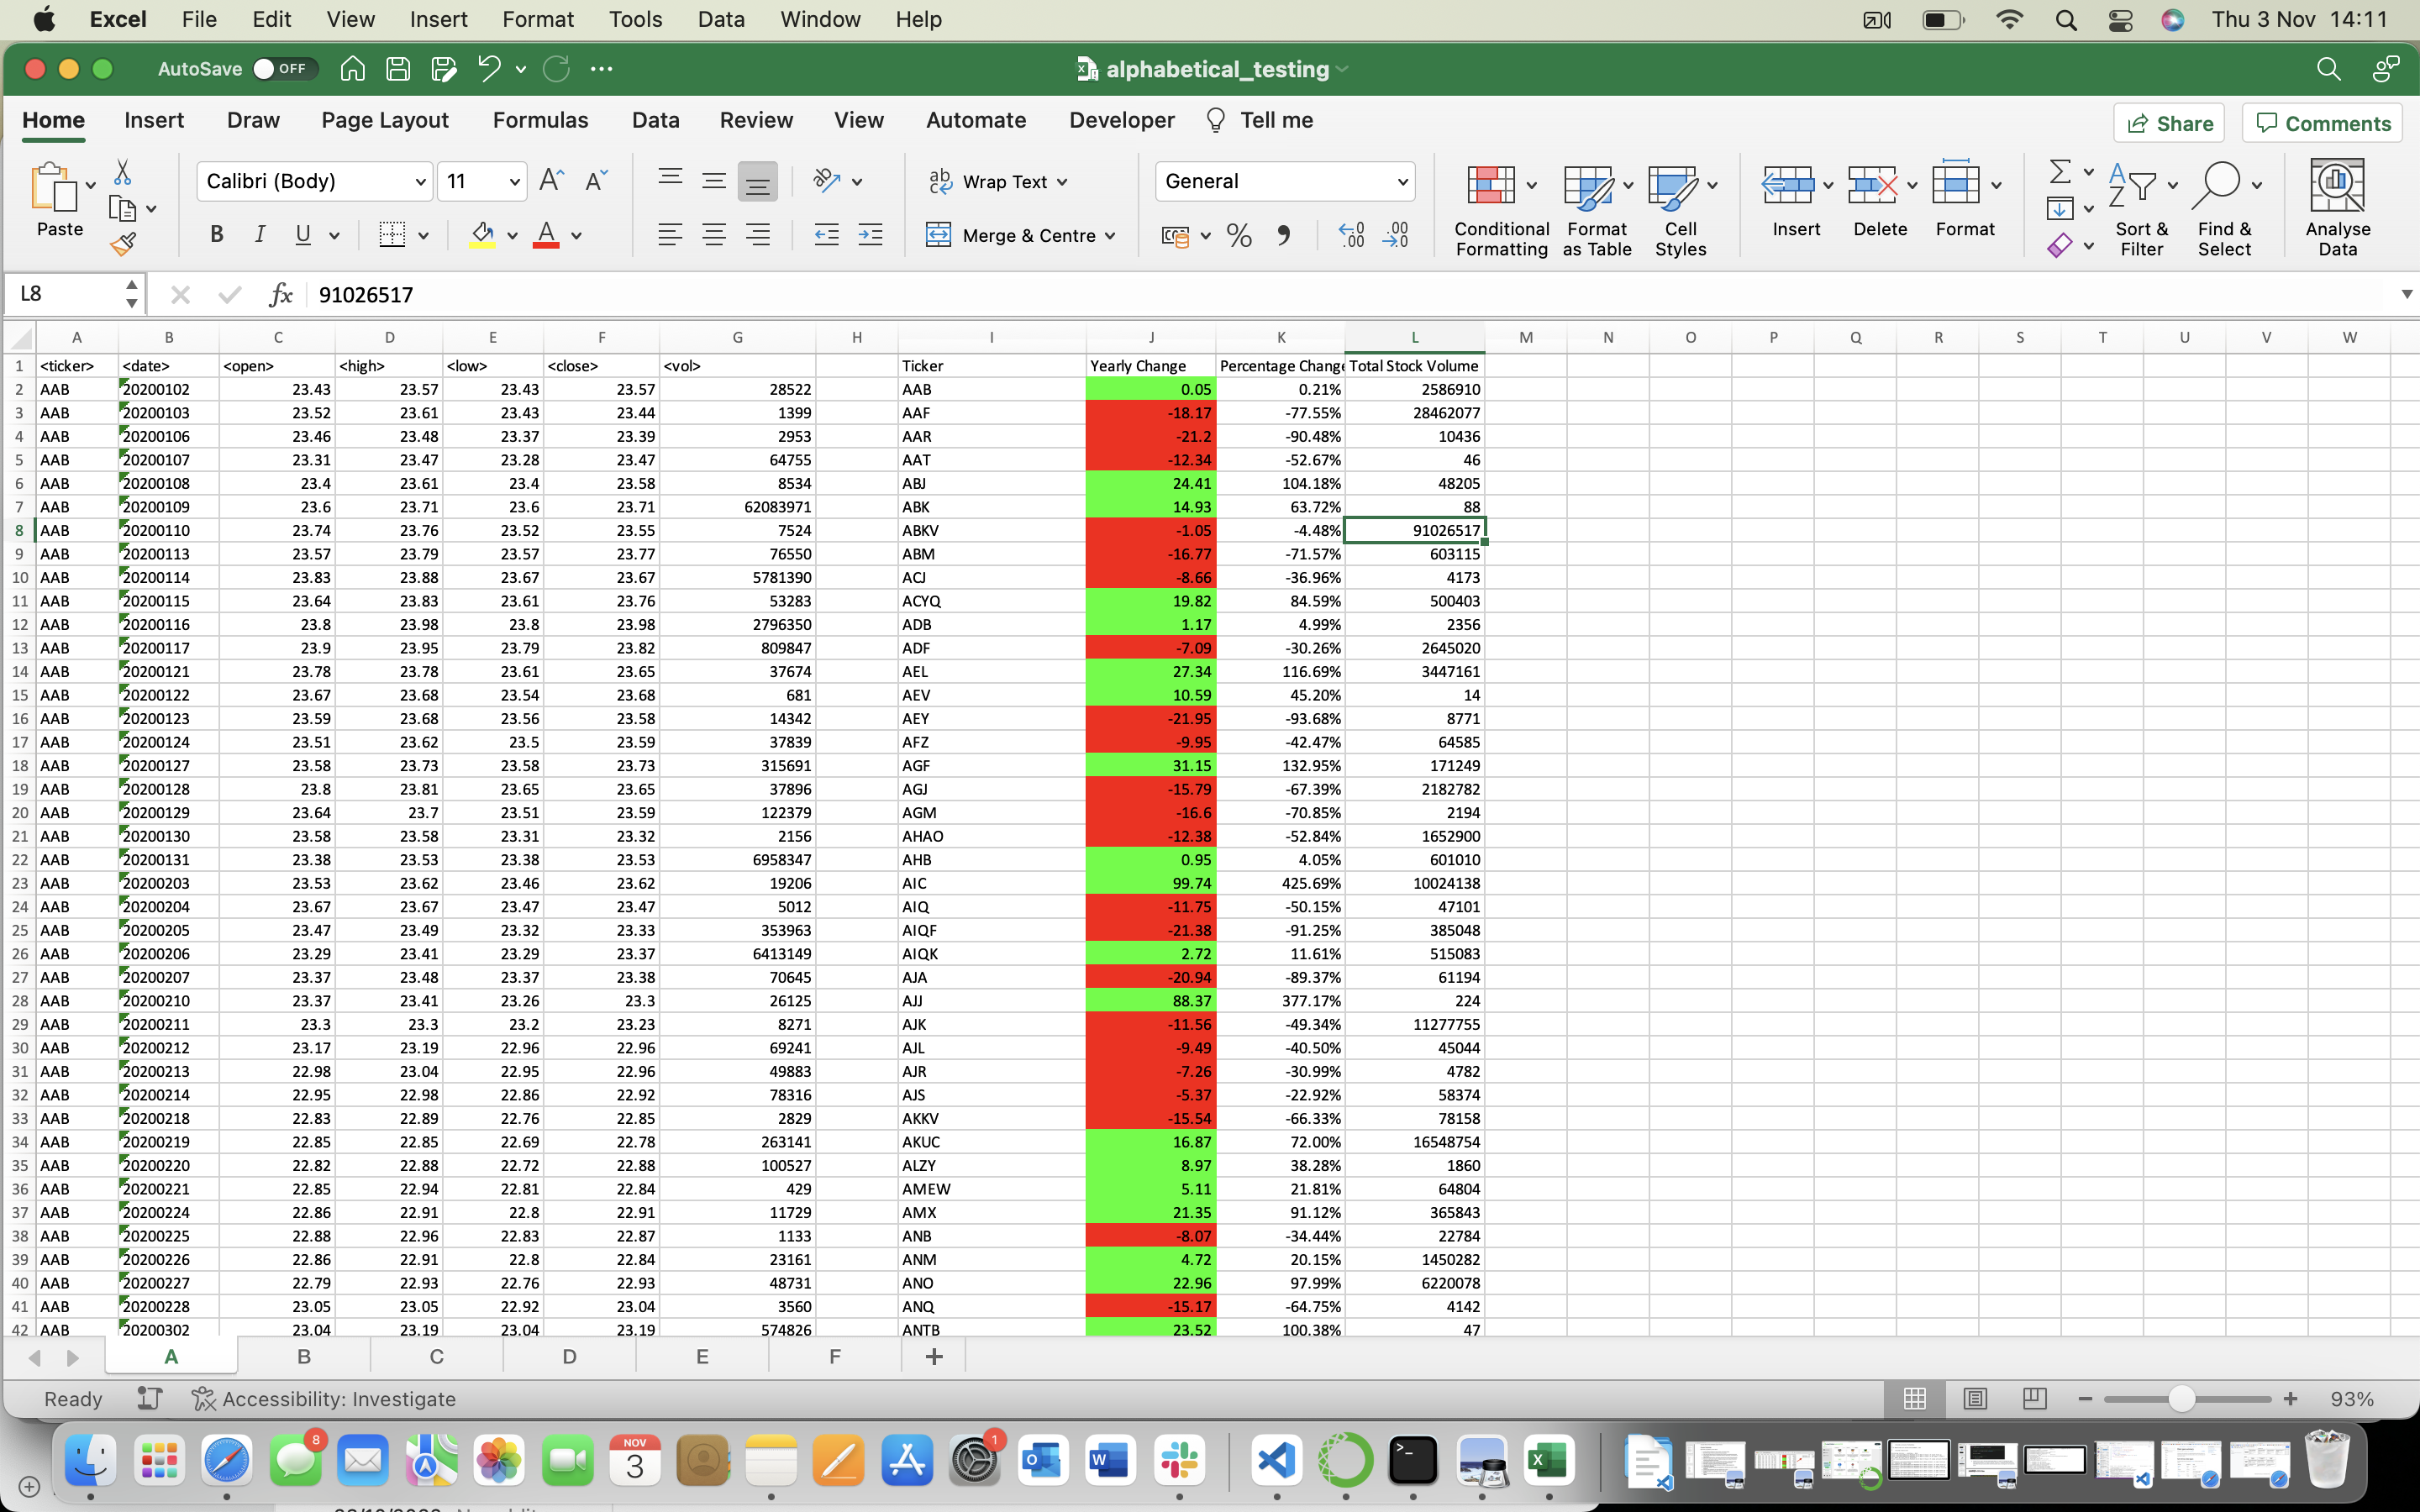 Excel File Edit View Insert Format Tools Data Window Help Thu 3 Nov 14:11
AutoSave OFF alphabetical_testing
Home Insert Draw Page Layout Formulas Data Review View Automate Developer Tell me Share Comments
Calibri (Body) 11 Wrap Text General
Paste B I U Merge & Centre Conditional Formatting Format as Table Cell Styles Insert Delete Format Sort & Filter Find & Select Analyse Data
L8 fx 91026517
A B C D E F G H I J K L M N O P Q R S T U V W
1 <ticker> <date> <open> <high> <low> <close> <vol> Ticker Yearly Change Percentage Change Total Stock Volume
2 AAB 20200102 23.43 23.57 23.43 23.57 28522 AAB 0.05 0.21% 2586910
3 AAB 20200103 23.52 23.61 23.43 23.44 1399 AAF -18.17 -77.55% 28462077
4 AAB 20200106 23.46 23.48 23.37 23.39 2953 AAR -21.2 -90.48% 10436
5 AAB 20200107 23.31 23.47 23.28 23.47 64755 AAT -12.34 -52.67% 46
6 AAB 20200108 23.4 23.61 23.4 23.58 8534 ABJ 24.41 104.18% 48205
7 AAB 20200109 23.6 23.71 23.6 23.71 62083971 ABK 14.93 63.72% 88
8 AAB 20200110 23.74 23.76 23.52 23.55 7524 ABKV -1.05 -4.48% 91026517
9 AAB 20200113 23.57 23.79 23.57 23.77 76550 ABM -16.77 -71.57% 603115
10 AAB 20200114 23.83 23.88 23.67 23.67 5781390 ACJ -8.66 -36.96% 4173
11 AAB 20200115 23.64 23.83 23.61 23.76 53283 ACYQ 19.82 84.59% 500403
12 AAB 20200116 23.8 23.98 23.8 23.98 2796350 ADB 1.17 4.99% 2356
13 AAB 20200117 23.9 23.95 23.79 23.82 809847 ADF -7.09 -30.26% 2645020
14 AAB 20200121 23.78 23.78 23.61 23.65 37674 AEL 27.34 116.69% 3447161
15 AAB 20200122 23.67 23.68 23.54 23.68 681 AEV 10.59 45.20% 14
16 AAB 20200123 23.59 23.68 23.56 23.58 14342 AEY -21.95 -93.68% 8771
17 AAB 20200124 23.51 23.62 23.5 23.59 37839 AFZ -9.95 -42.47% 64585
18 AAB 20200127 23.58 23.73 23.58 23.73 315691 AGF 31.15 132.95% 171249
19 AAB 20200128 23.8 23.81 23.65 23.65 37896 AGJ -15.79 -67.39% 2182782
20 AAB 20200129 23.64 23.7 23.51 23.59 122379 AGM -16.6 -70.85% 2194
21 AAB 20200130 23.58 23.58 23.31 23.32 2156 AHAO -12.38 -52.84% 1652900
22 AAB 20200131 23.38 23.53 23.38 23.53 6958347 AHB 0.95 4.05% 601010
23 AAB 20200203 23.53 23.62 23.46 23.62 19206 AIC 99.74 425.69% 10024138
24 AAB 20200204 23.67 23.67 23.47 23.47 5012 AIQ -11.75 -50.15% 47101
25 AAB 20200205 23.47 23.49 23.32 23.33 353963 AIQF -21.38 -91.25% 385048
26 AAB 20200206 23.29 23.41 23.29 23.37 6413149 AIQK 2.72 11.61% 515083
27 AAB 20200207 23.37 23.48 23.37 23.38 70645 AJA -20.94 -89.37% 61194
28 AAB 20200210 23.37 23.41 23.26 23.3 26125 AJJ 88.37 377.17% 224
29 AAB 20200211 23.3 23.3 23.2 23.23 8271 AJK -11.56 -49.34% 11277755
30 AAB 20200212 23.17 23.19 22.96 22.96 69241 AJL -9.49 -40.50% 45044
31 AAB 20200213 22.98 23.04 22.95 22.96 49883 AJR -7.26 -30.99% 4782
32 AAB 20200214 22.95 22.98 22.86 22.92 78316 AJS -5.37 -22.92% 58374
33 AAB 20200218 22.83 22.89 22.76 22.85 2829 AKKV -15.54 -66.33% 78158
34 AAB 20200219 22.85 22.85 22.69 22.78 263141 AKUC 16.87 72.00% 16548754
35 AAB 20200220 22.82 22.88 22.72 22.88 100527 ALZY 8.97 38.28% 1860
36 AAB 20200221 22.85 22.94 22.81 22.84 429 AMEW 5.11 21.81% 64804
37 AAB 20200224 22.86 22.91 22.8 22.91 11729 AMX 21.35 91.12% 365843
38 AAB 20200225 22.88 22.96 22.83 22.87 1133 ANB -8.07 -34.44% 22784
39 AAB 20200226 22.86 22.91 22.8 22.84 23161 ANM 4.72 20.15% 1450282
40 AAB 20200227 22.79 22.93 22.76 22.93 48731 ANO 22.96 97.99% 6220078
41 AAB 20200228 23.05 23.05 22.92 23.04 3560 ANQ -15.17 -64.75% 4142
42 AAB 20200302 23.04 23.19 23.04 23.19 574826 ANTB 23.52 100.38% 47
A B C D E F +
Ready Accessibility: Investigate 93%
8 NOV 3 1